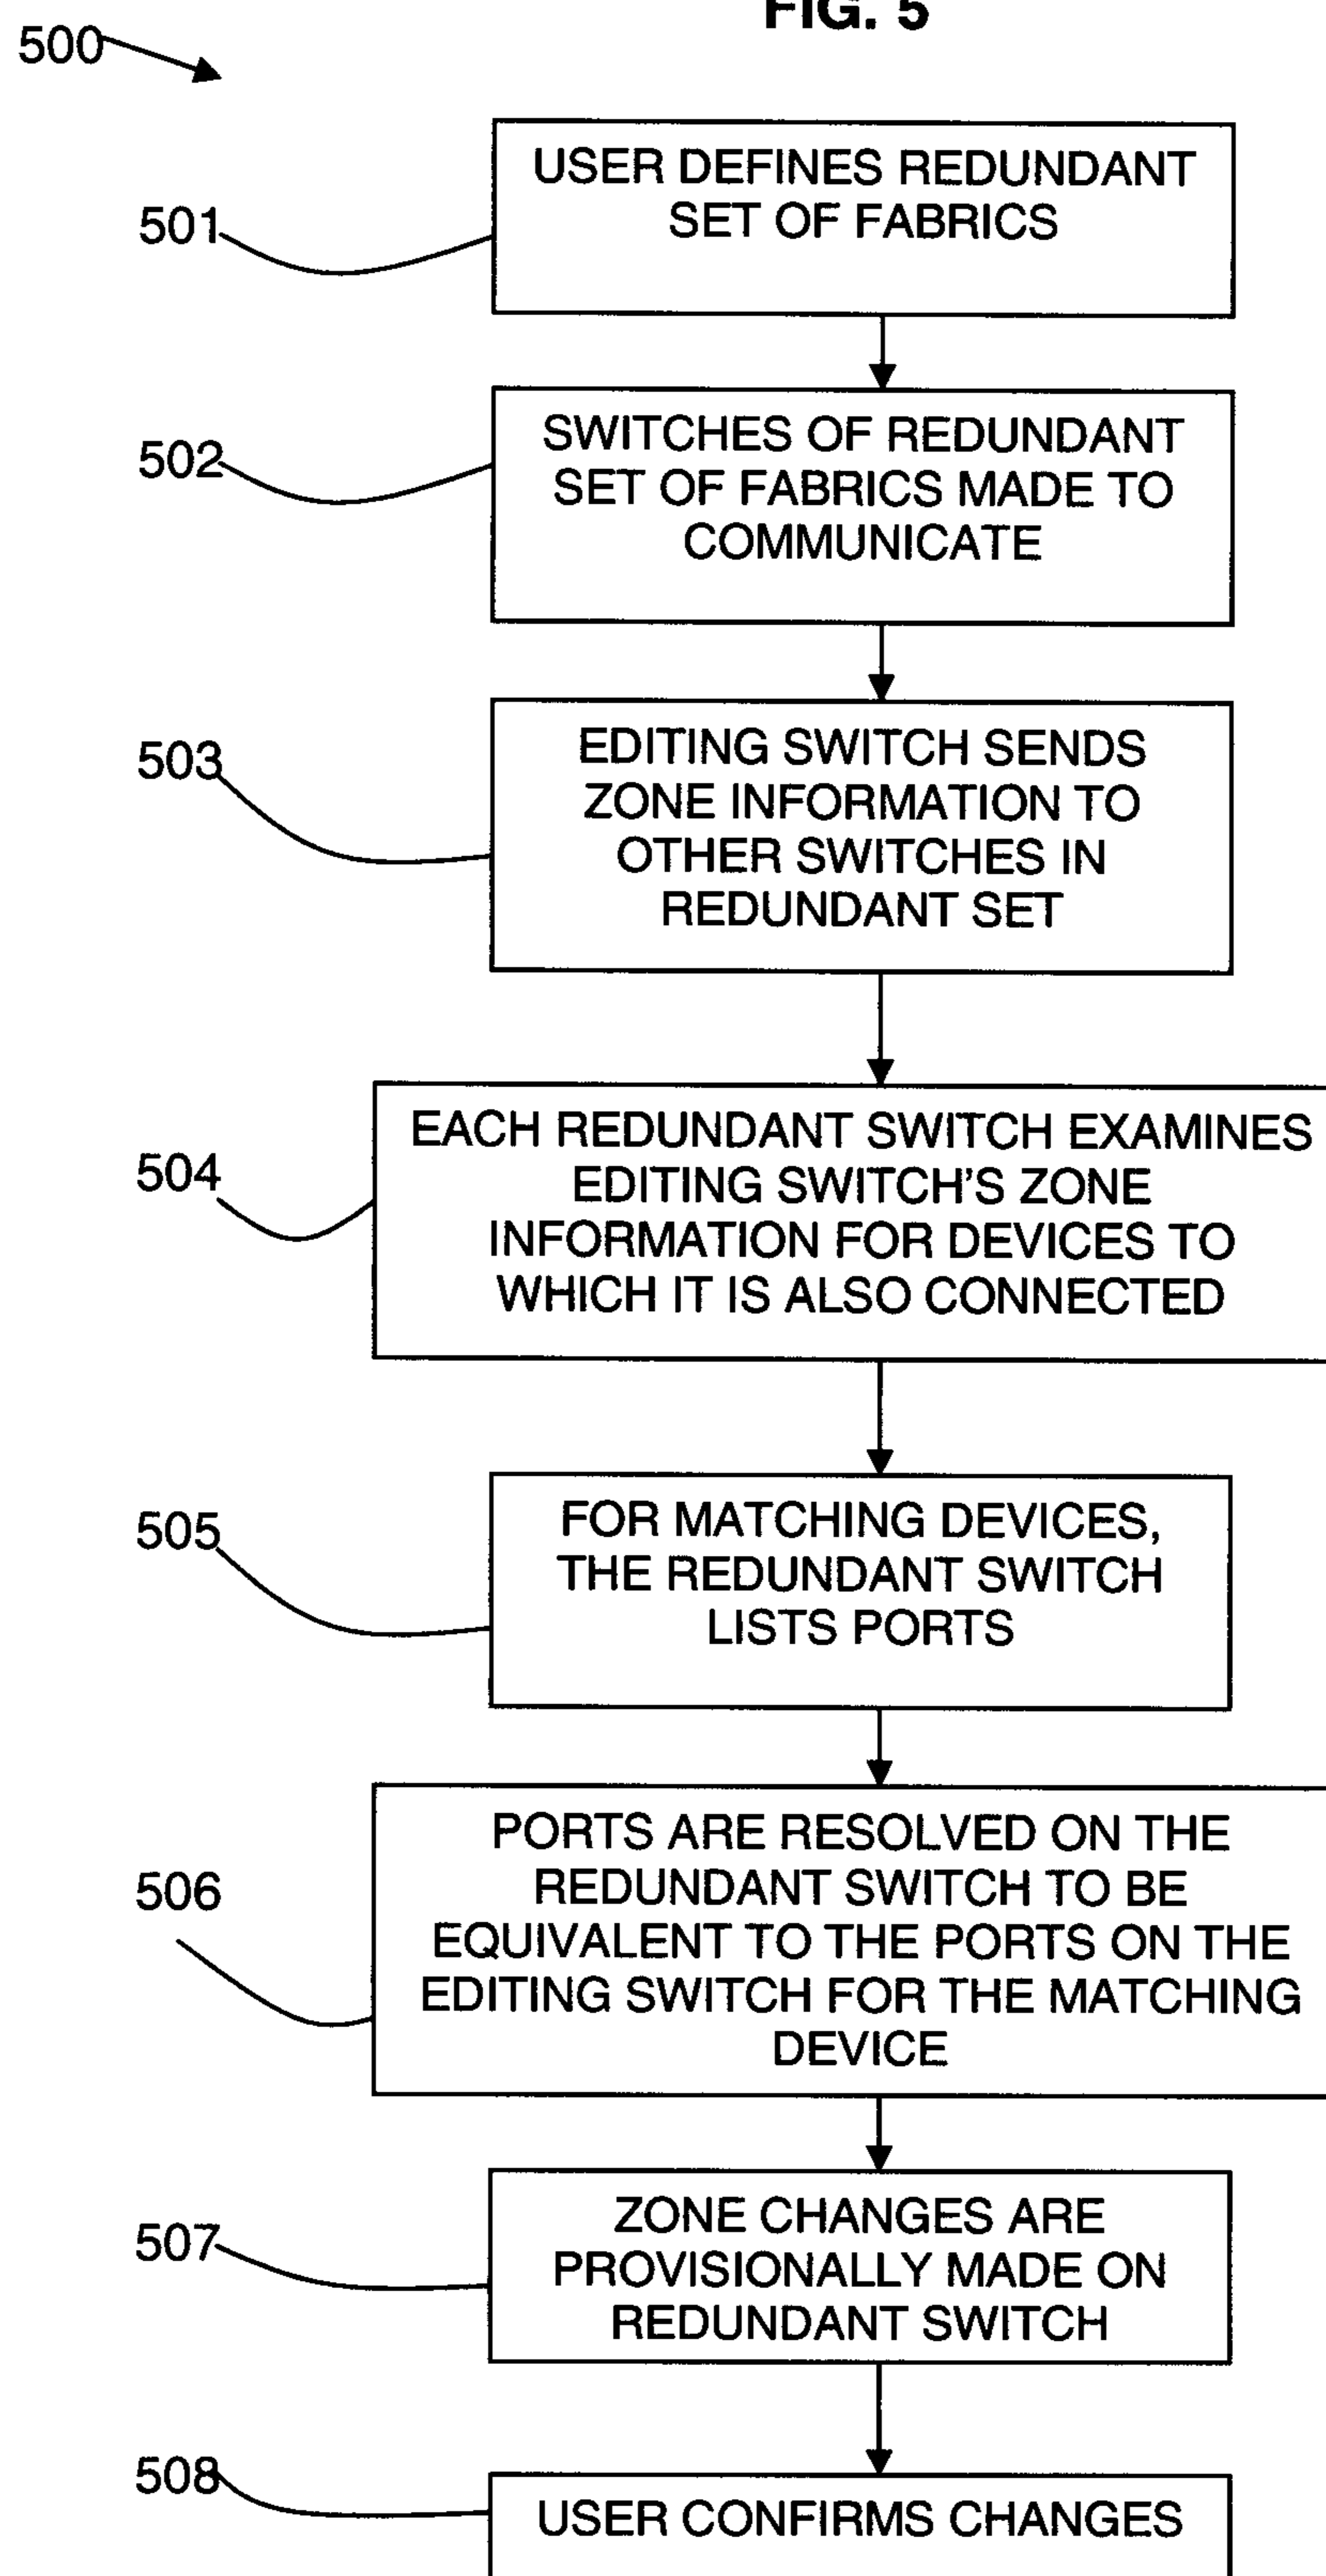 FIG. 5
500
501
USER DEFINES REDUNDANT
SET OF FABRICS
502
SWITCHES OF REDUNDANT
SET OF FABRICS MADE TO
COMMUNICATE
503
EDITING SWITCH SENDS
ZONE INFORMATION TO
OTHER SWITCHES IN
REDUNDANT SET
504
EACH REDUNDANT SWITCH EXAMINES
EDITING SWITCH'S ZONE
INFORMATION FOR DEVICES TO
WHICH IT IS ALSO CONNECTED
505
FOR MATCHING DEVICES,
THE REDUNDANT SWITCH
LISTS PORTS
506
PORTS ARE RESOLVED ON THE
REDUNDANT SWITCH TO BE
EQUIVALENT TO THE PORTS ON THE
EDITING SWITCH FOR THE MATCHING
DEVICE
507
ZONE CHANGES ARE
PROVISIONALLY MADE ON
REDUNDANT SWITCH
508
USER CONFIRMS CHANGES